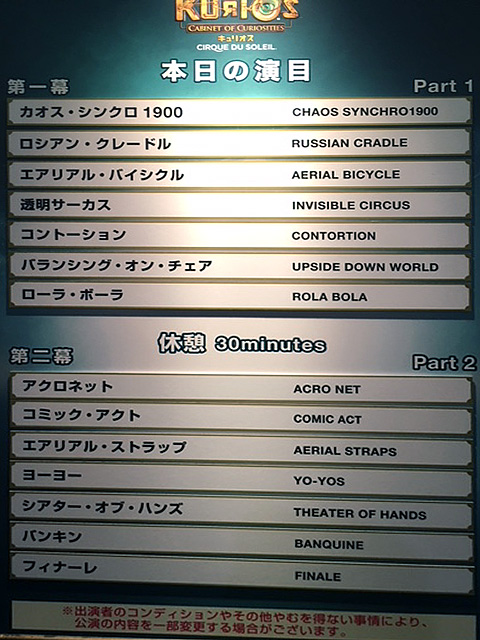 KURIOS
CABINET OF CURIOSITIES
キュリオス
CIRQUE DU SOLEIL
本日の演目
第一幕 Part 1
カオス・シンクロ 1900 CHAOS SYNCHRO1900
ロシアン・クレードル RUSSIAN CRADLE
エアリアル・バイシクル AERIAL BICYCLE
透明サーカス INVISIBLE CIRCUS
コントーション CONTORTION
バランシング・オン・チェア UPSIDE DOWN WORLD
ローラ・ボーラ ROLA BOLA
休憩 30minutes
第二幕 Part 2
アクロネット ACRO NET
コミック・アクト COMIC ACT
エアリアル・ストラップ AERIAL STRAPS
ヨーヨー YO-YOS
シアター・オブ・ハンズ THEATER OF HANDS
バンキン BANQUINE
フィナーレ FINALE
※出演者のコンディションやその他やむを得ない事情により、
公演の内容を一部変更する場合がございます。